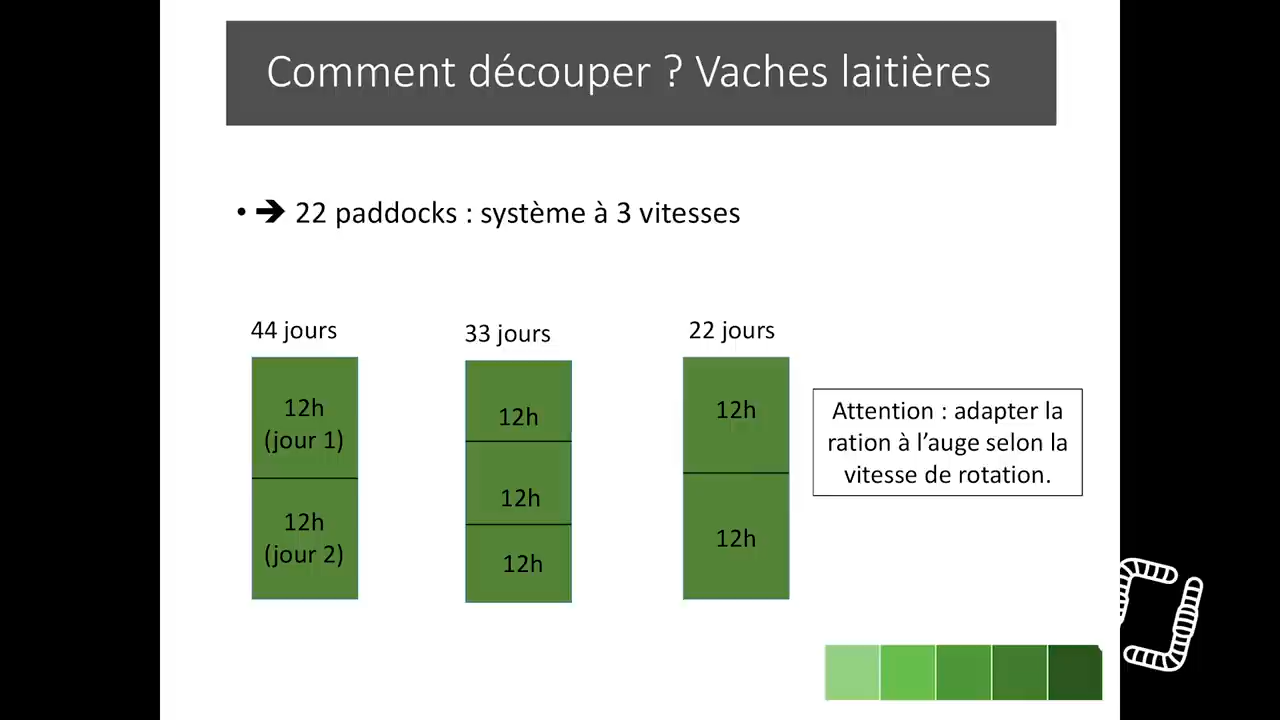 Comment découper ? Vaches laitières
• ➔ 22 paddocks : système à 3 vitesses
44 jours
33 jours
22 jours
12h
(jour 1)
12h
(jour 2)
12h
12h
12h
12h
12h
Attention : adapter la
ration à l’auge selon la
vitesse de rotation.